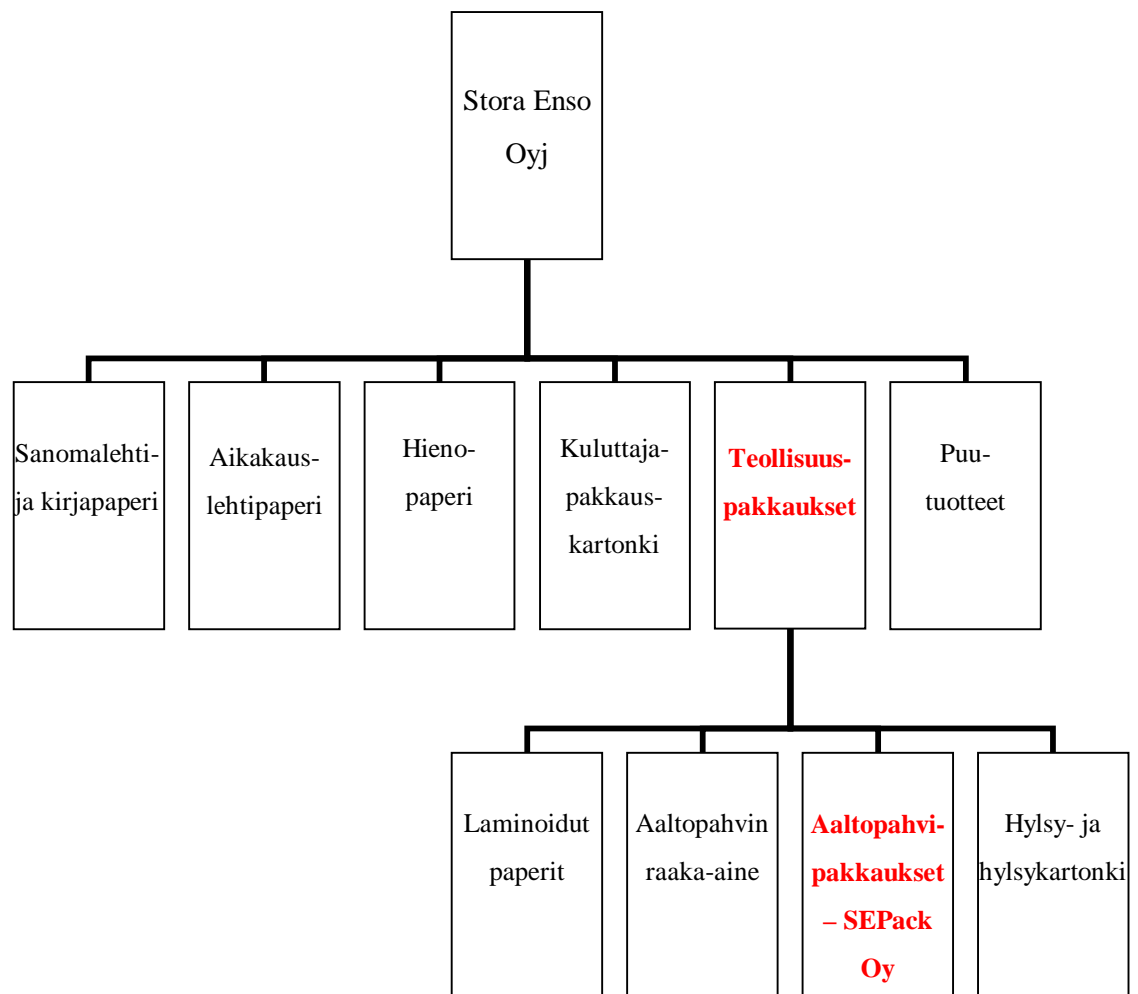 Stora Enso
Oyj
Sanomalehti-
ja kirjapaperi
Aikakaus-
lehtipaperi
Hieno-
paperi
Kuluttaja-
pakkaus-
kartonki
Teollisuus-
pakkaukset
Puu-
tuotteet
Laminoidut
paperit
Aaltopahvin
raaka-aine
Aaltopahvi-
pakkaukset
– SEPack
Oy
Hylsy- ja
hylsykartonki